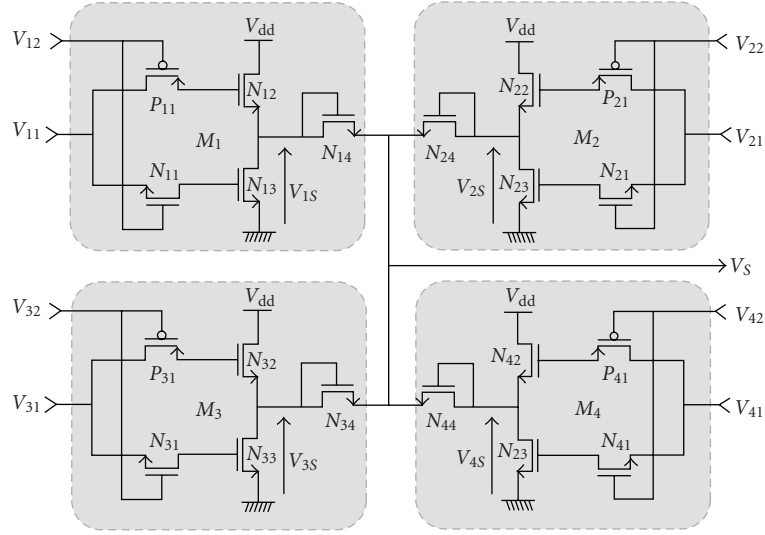 V12
Vdd
N12
P11
V11
M1
N14
N11
N13
V1S
V22
Vdd
N22
P21
V21
M2
N24
N21
N23
V2S
VS
V32
Vdd
N32
P31
V31
M3
N34
N31
N33
V3S
V42
Vdd
N42
P41
V41
M4
N44
N41
N23
V4S